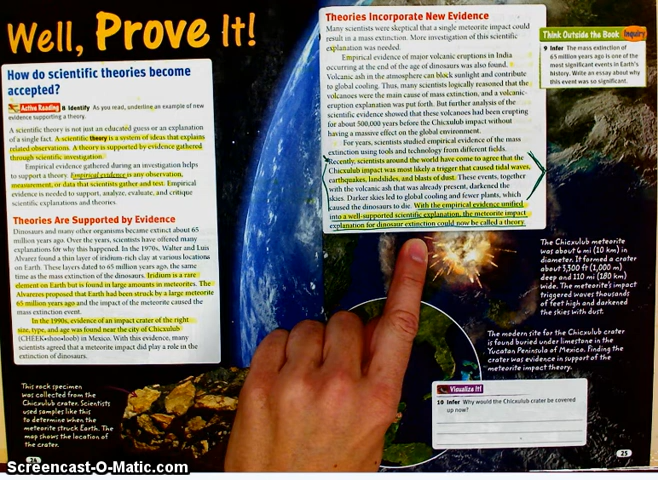 Well, Prove It!
How do scientific theories become
accepted?
Active Reading 8 Identify As you read, underline an example of new
evidence supporting a theory.
A scientific theory is not just an educated guess or an explanation
of a single fact. A scientific theory is a system of ideas that explains
related observations. A theory is supported by evidence gathered
through scientific investigation.
Empirical evidence gathered during an investigation helps
to support a theory. Empirical evidence is any observation,
measurement, or data that scientists gather and test. Empirical
evidence is needed to support, analyze, evaluate, and critique
scientific explanations and theories.
Theories Are Supported by Evidence
Dinosaurs and many other organisms became extinct about 65
million years ago. Over the years, scientists have offered many
explanations for why this happened. In the 1970s, Walter and Luis
Alvarez found a thin layer of iridium-rich clay at various locations
on Earth. These layers dated to 65 million years ago, the same
time as the mass extinction of the dinosaurs. Iridium is a rare
element on Earth but is found in large amounts in meteorites. The
Alvarezes proposed that Earth had been struck by a large meteorite
65 million years ago and the impact of the meteorite caused the
mass extinction event.
In the 1990s, evidence of an impact crater of the right
size, type, and age was found near the city of Chicxulub
(CHEEK•shoo•loob) in Mexico. With this evidence, many
scientists agreed that a meteorite impact did play a role in the
extinction of dinosaurs.
This rock specimen
was collected from the
Chicxulub crater. Scientists
used samples like this
to determine when the
meteorite struck Earth. The
map shows the location of
the crater.
24
Theories Incorporate New Evidence
Many scientists were skeptical that a single meteorite impact could
result in a mass extinction. More investigation of this scientific
explanation was needed.
Empirical evidence of major volcanic eruptions in India
occurring at the end of the age of dinosaurs was also found.
Volcanic ash in the atmosphere can block sunlight and contribute
to global cooling. Thus, many scientists logically reasoned that the
volcanoes were the main cause of mass extinction, and a volcanic-
eruption explanation was put forth. But further analysis of the
scientific evidence showed that these volcanoes had been erupting
for about 500,000 years before the Chicxulub impact without
having a massive effect on the global environment.
For years, scientists studied empirical evidence of the mass
extinction using tools and technology from different fields.
Recently, scientists around the world have come to agree that the
Chicxulub impact was most likely a trigger that caused tidal waves,
earthquakes, landslides, and blasts of dust. These events, together
with the volcanic ash that was already present, darkened the
skies. Darker skies led to global cooling and fewer plants, which
caused the dinosaurs to die. With the empirical evidence unified
into a well-supported scientific explanation, the meteorite impact
explanation for dinosaur extinction could now be called a theory.
Think Outside the Book Inquiry
9 Infer The mass extinction of
65 million years ago is one of the
most significant events in Earth's
history. Write an essay about why
this event was so significant.
The Chicxulub meteorite
was about 6 mi (10 km) in
diameter. It formed a crater
about 3,300 ft (1,000 m)
deep and 110 mi (180 km)
wide. The meteorite's impact
triggered waves thousands
of feet high and darkened
the skies with dust.
The modern site for the Chicxulub crater
is found buried under limestone in the
Yucatan Peninsula of Mexico. Finding the
crater was evidence in support of the
meteorite impact theory.
Visualize It!
10 Infer Why would the Chicxulub crater be covered
up now?
25
Screencast-O-Matic.com